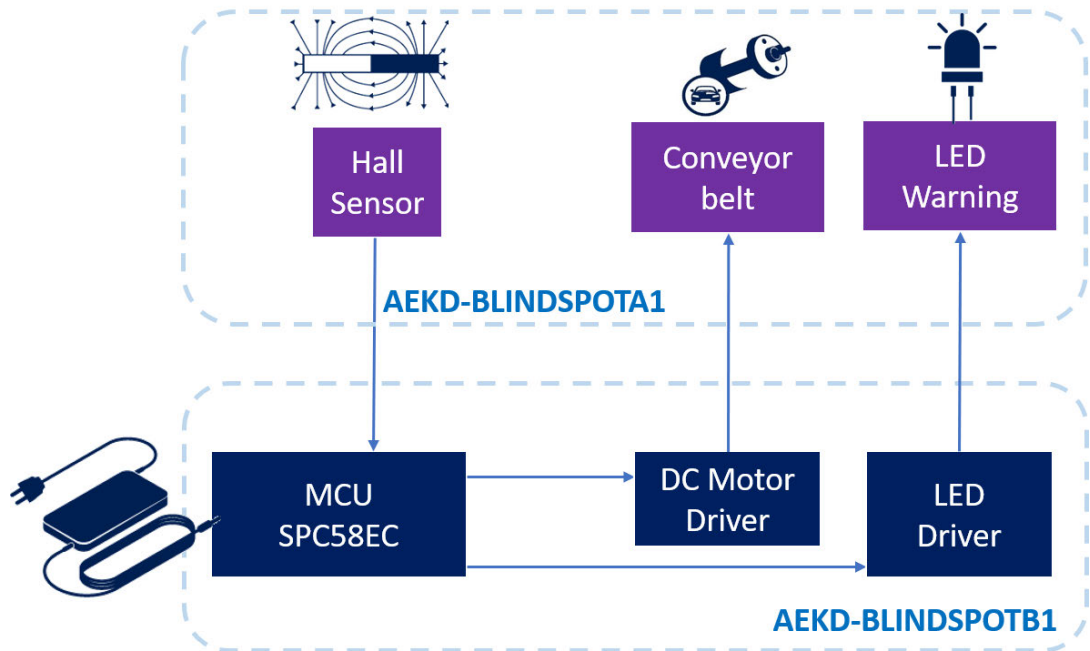 Hall
Sensor
Conveyor
belt
LED
Warning
AEKD-BLINDSPOTA1
MCU
SPC58EC
DC Motor
Driver
LED
Driver
AEKD-BLINDSPOTB1